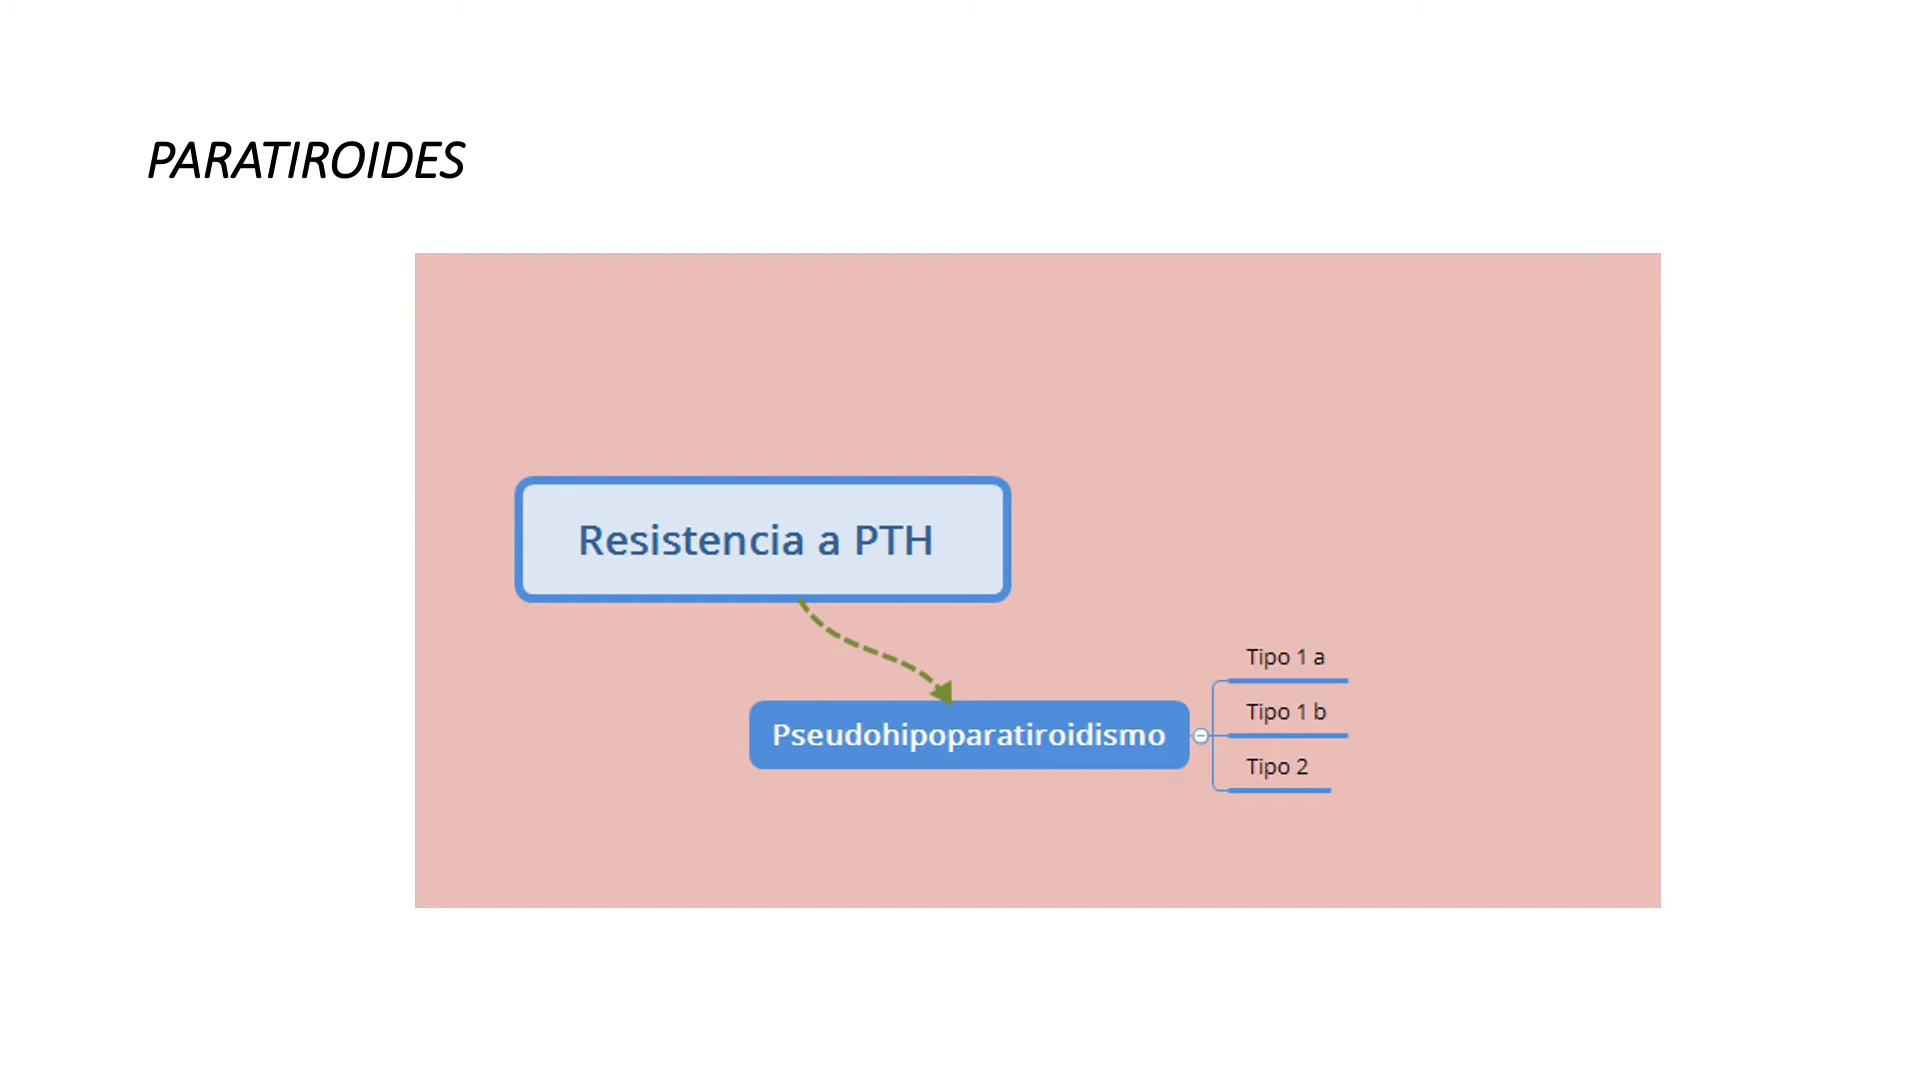 PARATIROIDES
Resistencia a PTH
Pseudohipoparatiroidismo
Tipo 1 a
Tipo 1 b
Tipo 2